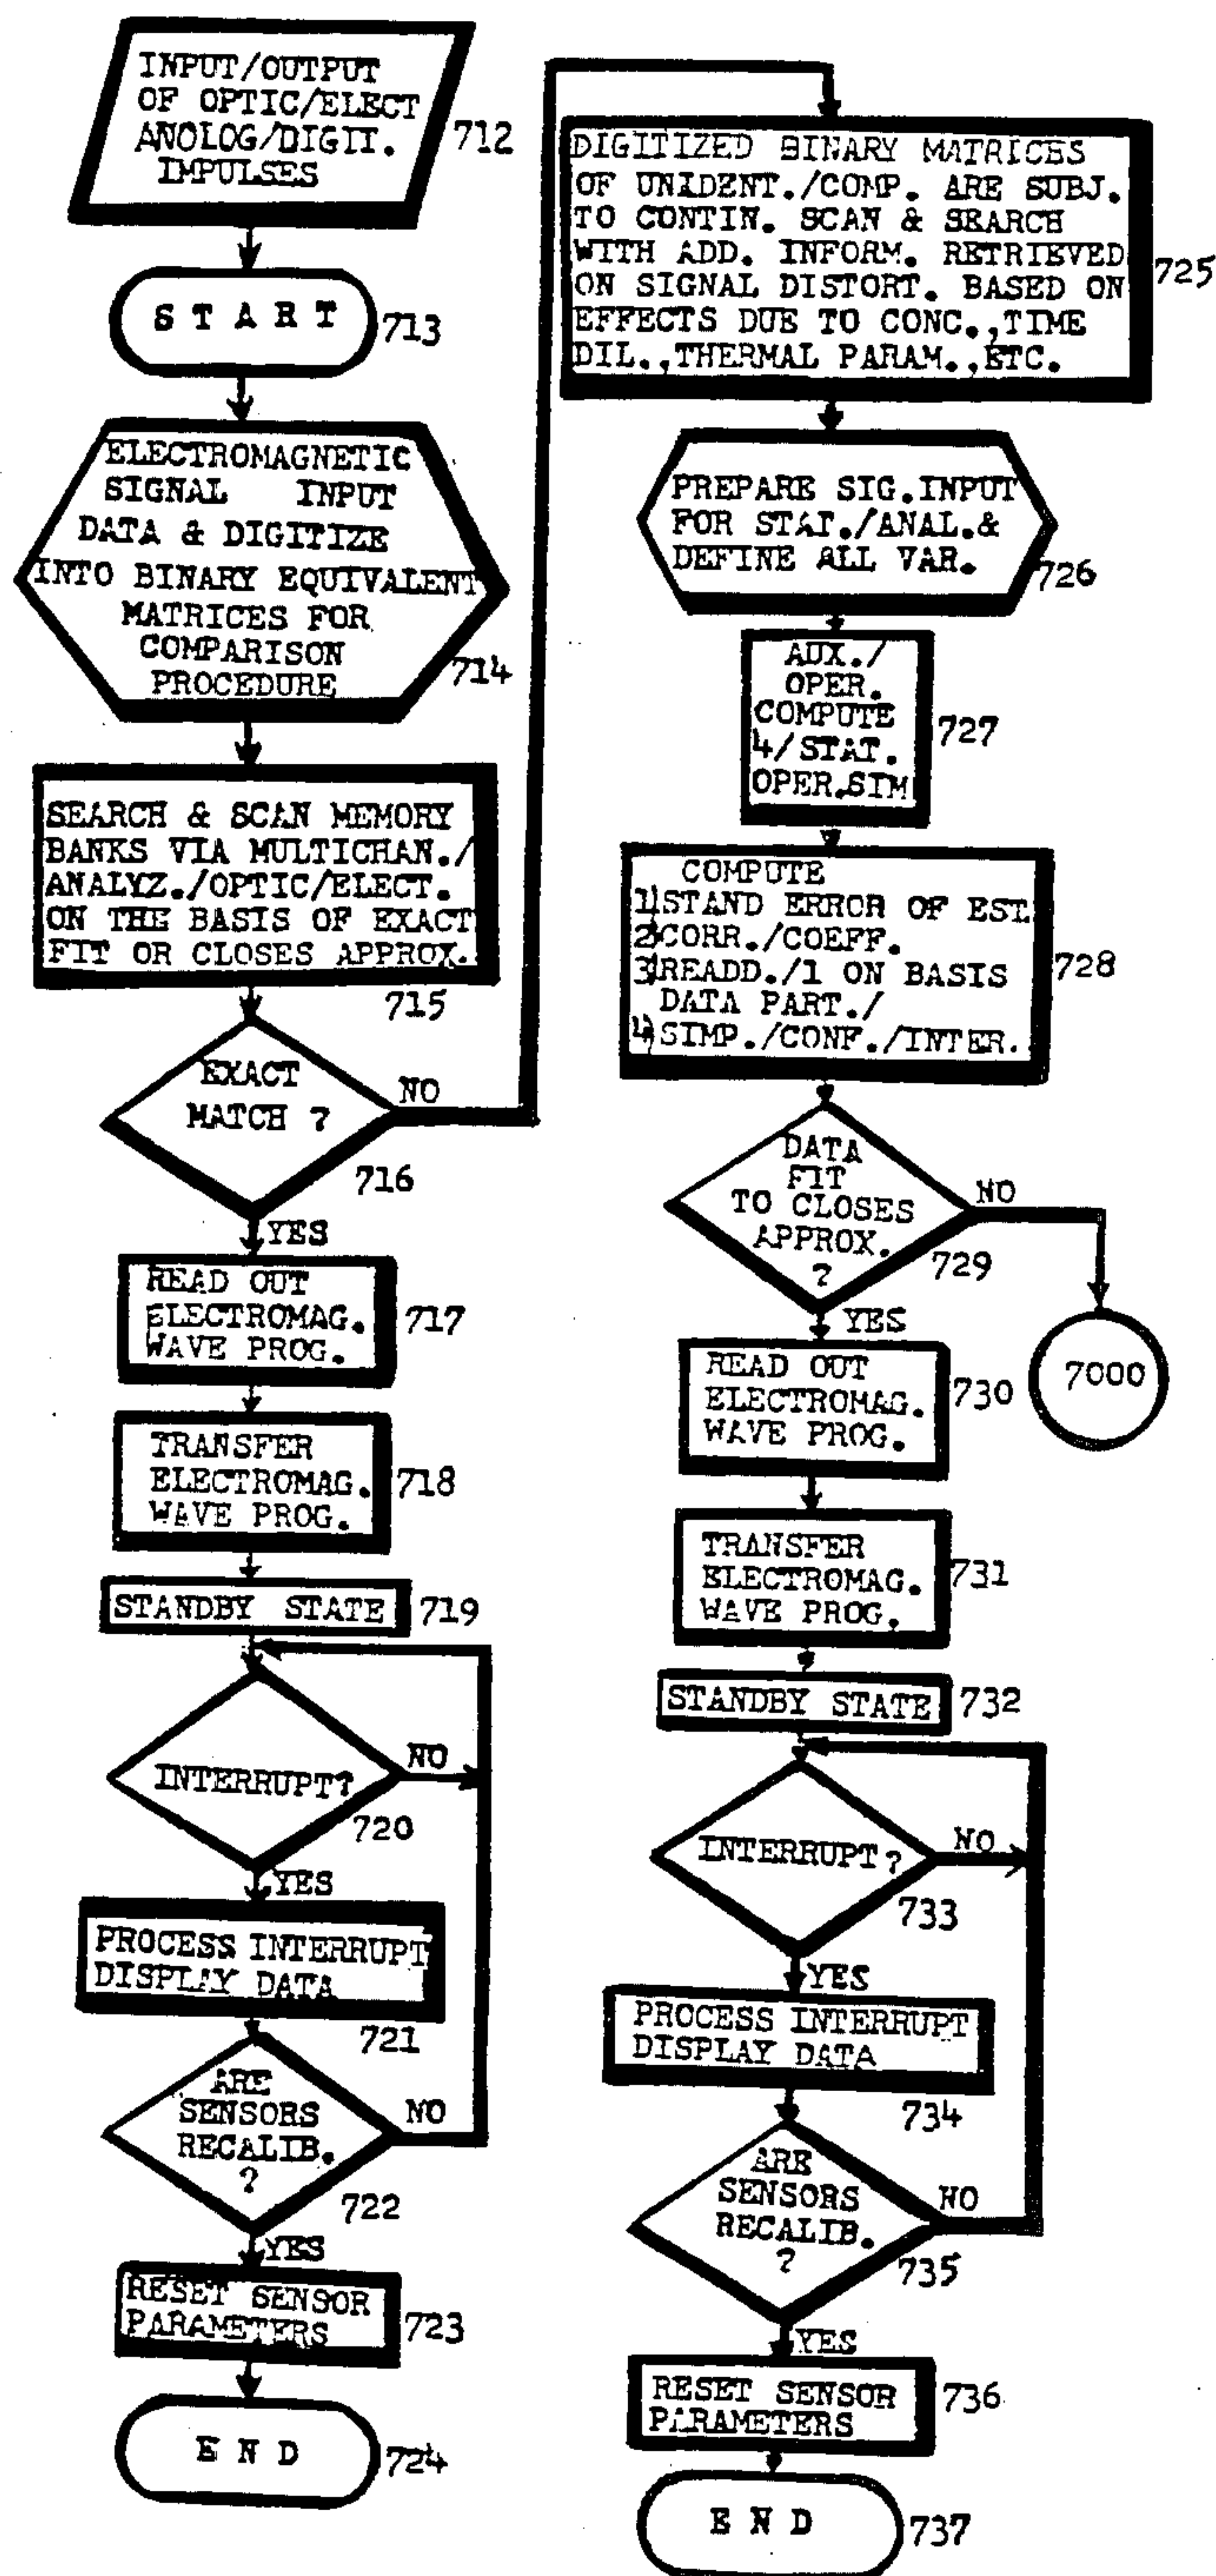 INPUT/OUTPUT
OF OPTIC/ELECT
ANOLOG/DIGIT.
IMPULSES
712
START
713
ELECTROMAGNETIC
SIGNAL INPUT
DATA & DIGITIZE
INTO BINARY EQUIVALENT
MATRICES FOR
COMPARISON
PROCEDURE
714
SEARCH & SCAN MEMORY
BANKS VIA MULTICHAN./
ANALYZ./OPTIC/ELECT.
ON THE BASIS OF EXACT
FIT OR CLOSES APPROX.
715
EXACT
MATCH ?
NO
716
YES
READ OUT
ELECTROMAG.
WAVE PROG.
717
TRANSFER
ELECTROMAG.
WAVE PROG.
718
STANDBY STATE
719
INTERRUPT?
NO
720
YES
PROCESS INTERRUPT
DISPLAY DATA
721
ARE
SENSORS
RECALIB.
?
NO
722
YES
RESET SENSOR
PARAMETERS
723
END
724
DIGITIZED BINARY MATRICES
OF UNIDENT./COMP. ARE SUBJ.
TO CONTIN. SCAN & SEARCH
WITH ADD. INFORM. RETRIEVED
ON SIGNAL DISTORT. BASED ON
EFFECTS DUE TO CONC.,TIME
DIL.,THERMAL PARAM.,ETC.
725
PREPARE SIG.INPUT
FOR STAT./ANAL.&
DEFINE ALL VAR.
726
AUX./
OPER.
COMPUTE
4/STAT.
OPER.SIM
727
COMPUTE
1)STAND ERROR OF EST.
2)CORR./COEFF.
3)READD./1 ON BASIS
DATA PART./
4)SIMP./CONF./INTER.
728
DATA
FIT
TO CLOSES
APPROX.
?
NO
729
7000
YES
READ OUT
ELECTROMAG.
WAVE PROG.
730
TRANSFER
ELECTROMAG.
WAVE PROG.
731
STANDBY STATE
732
INTERRUPT?
NO
733
YES
PROCESS INTERRUPT
DISPLAY DATA
734
ARE
SENSORS
RECALIB.
?
NO
735
YES
RESET SENSOR
PARAMETERS
736
END
737